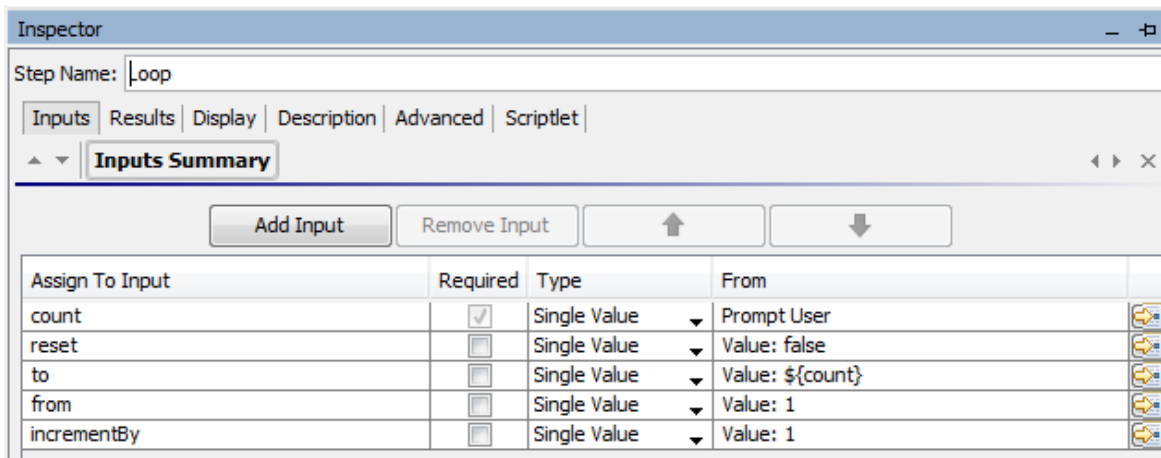 Inspector
Step Name: Loop
Inputs Results Display Description Advanced Scriptlet
Inputs Summary
Add Input Remove Input
Assign To Input Required Type From
count Single Value Prompt User
reset Single Value Value: false
to Single Value Value: ${count}
from Single Value Value: 1
incrementBy Single Value Value: 1